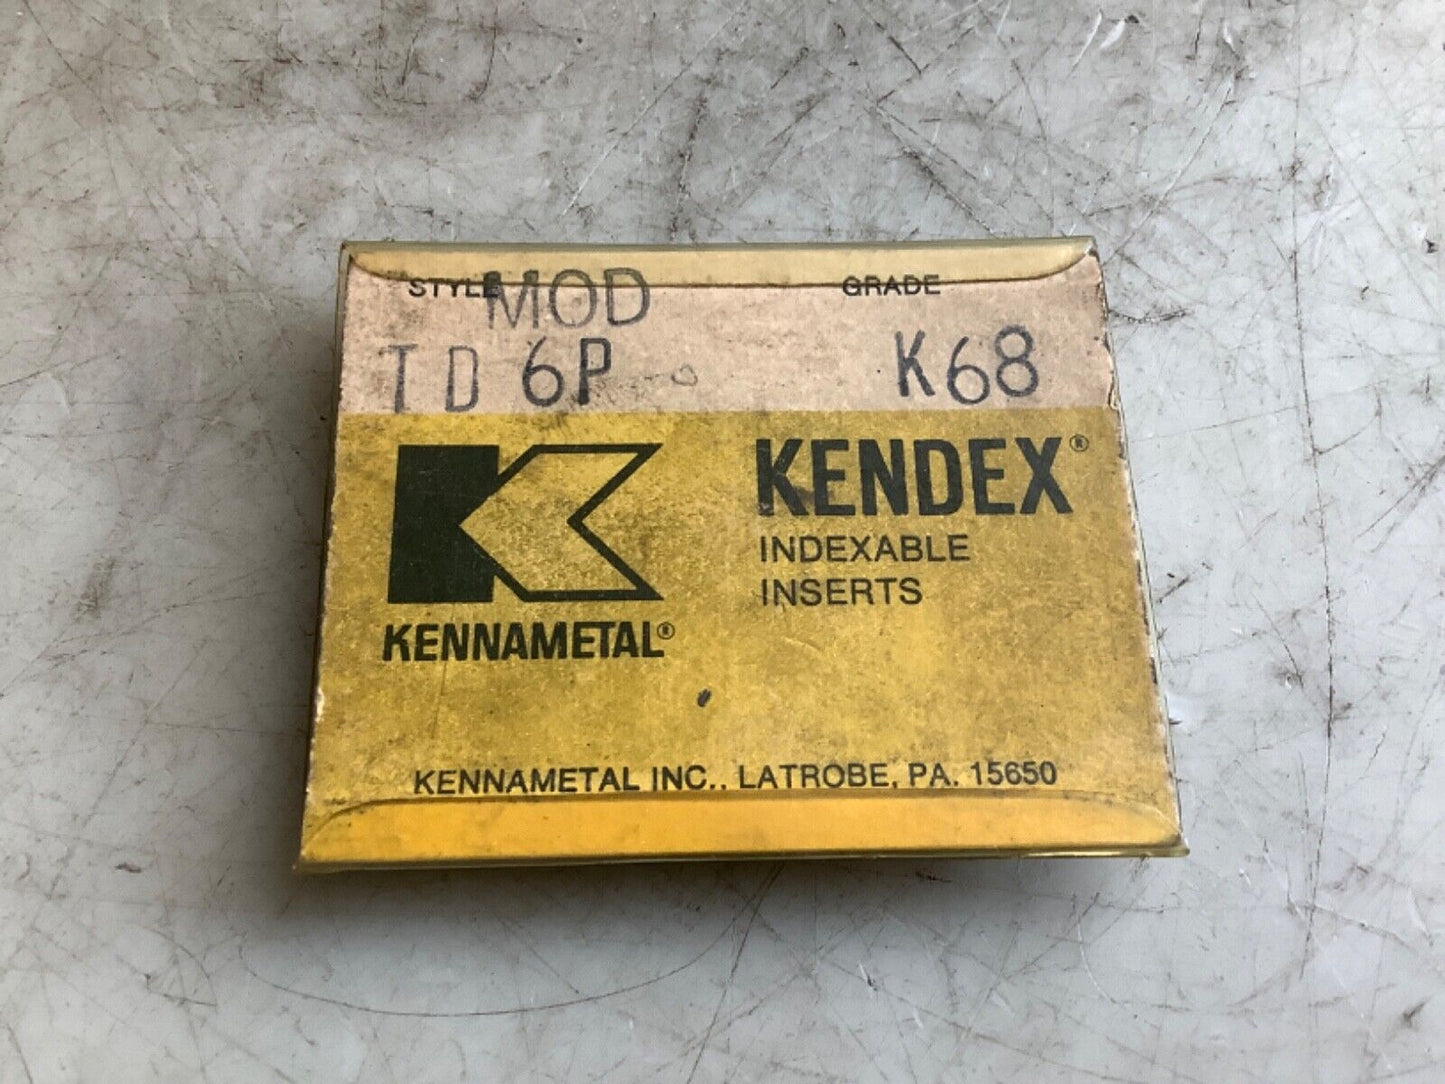 STYLE MOD GRADE
TD 6P K68
KENDEX®
INDEXABLE
INSERTS
KENNAMETAL®
KENNAMETAL INC., LATROBE, PA. 15650